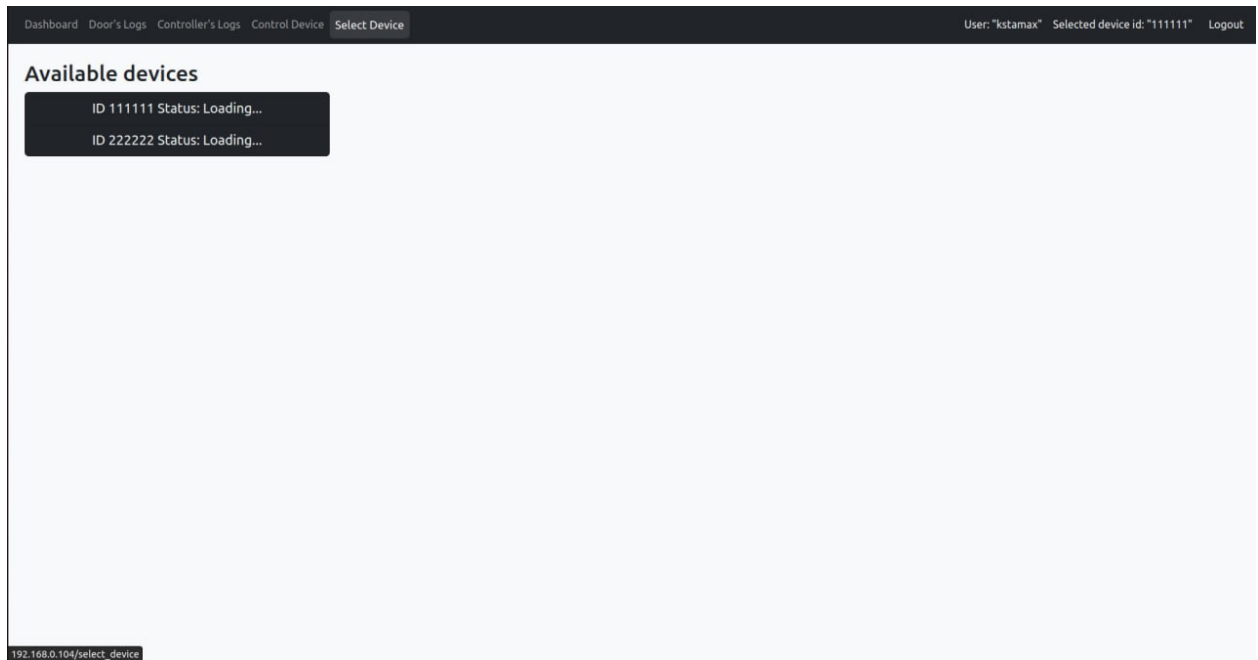 Dashboard Door's Logs Controller's Logs Control Device Select Device User: "kstamax" Selected device id: "111111" Logout
Available devices
ID 111111 Status: Loading...
ID 222222 Status: Loading...
192.168.0.104/select_device